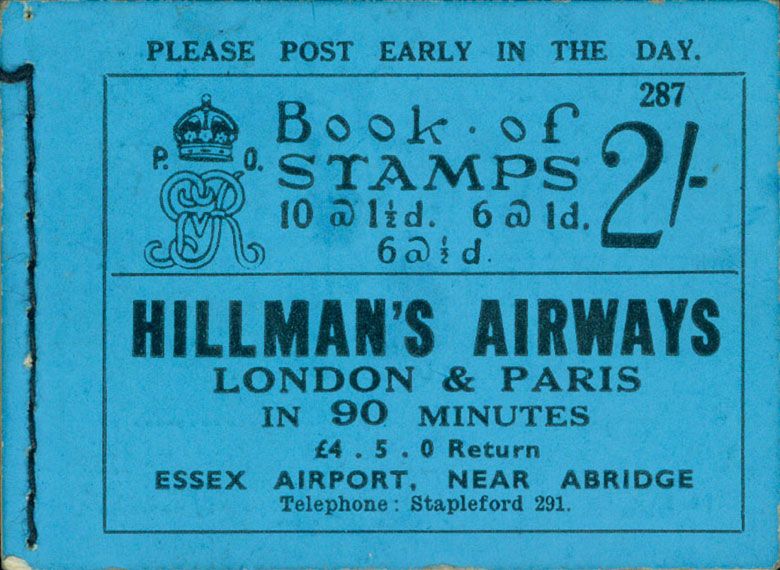 PLEASE POST EARLY IN THE DAY.
287
P. O.
GRV
Book · of
STAMPS
2/-
10 @ 1½d. 6 @ 1d.
6 @ ½d.
HILLMAN'S AIRWAYS
LONDON & PARIS
IN 90 MINUTES
£4 . 5 . 0 Return
ESSEX AIRPORT, NEAR ABRIDGE
Telephone: Stapleford 291.